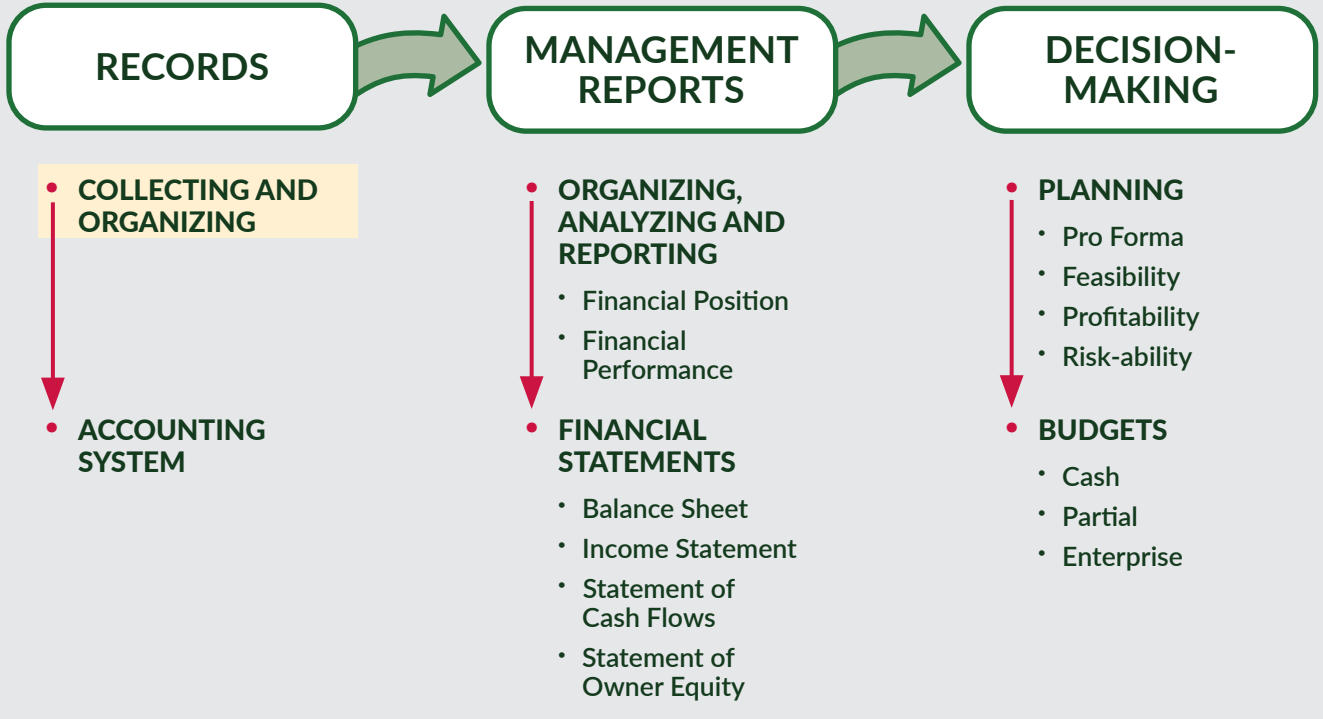 RECORDS
COLLECTING AND
ORGANIZING
ACCOUNTING
SYSTEM
MANAGEMENT
REPORTS
ORGANIZING,
ANALYZING AND
REPORTING
Financial Position
Financial
Performance
FINANCIAL
STATEMENTS
Balance Sheet
Income Statement
Statement of
Cash Flows
Statement of
Owner Equity
DECISION-
MAKING
PLANNING
Pro Forma
Feasibility
Profitability
Risk-ability
BUDGETS
Cash
Partial
Enterprise